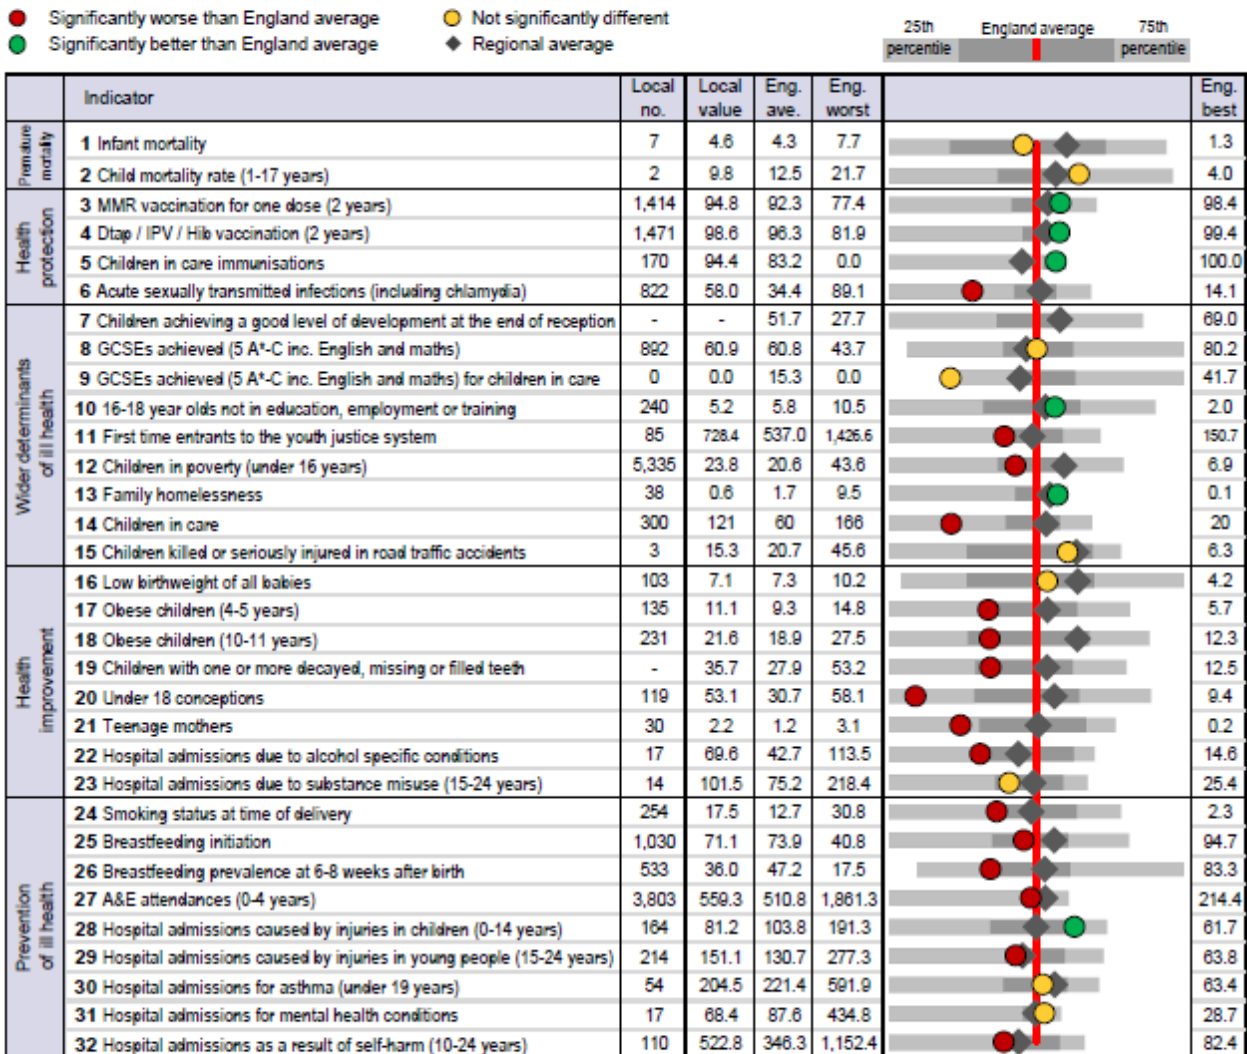 Significantly worse than England average
Not significantly different
Significantly better than England average
Regional average
25th percentile England average 75th percentile
Indicator Local no. Local value Eng. ave. Eng. worst Eng. best
Premature mortality
1 Infant mortality 7 4.6 4.3 7.7 1.3
2 Child mortality rate (1-17 years) 2 9.8 12.5 21.7 4.0
Health protection
3 MMR vaccination for one dose (2 years) 1,414 94.8 92.3 77.4 98.4
4 Dtap / IPV / Hib vaccination (2 years) 1,471 98.6 96.3 81.9 99.4
5 Children in care immunisations 170 94.4 83.2 0.0 100.0
6 Acute sexually transmitted infections (including chlamydia) 822 58.0 34.4 89.1 14.1
Wider determinants of ill health
7 Children achieving a good level of development at the end of reception - - 51.7 27.7 69.0
8 GCSEs achieved (5 A*-C inc. English and maths) 892 60.9 60.8 43.7 80.2
9 GCSEs achieved (5 A*-C inc. English and maths) for children in care 0 0.0 15.3 0.0 41.7
10 16-18 year olds not in education, employment or training 240 5.2 5.8 10.5 2.0
11 First time entrants to the youth justice system 85 728.4 537.0 1,426.6 150.7
12 Children in poverty (under 16 years) 5,335 23.8 20.6 43.6 6.9
13 Family homelessness 38 0.6 1.7 9.5 0.1
14 Children in care 300 121 60 166 20
15 Children killed or seriously injured in road traffic accidents 3 15.3 20.7 45.6 6.3
Health improvement
16 Low birthweight of all babies 103 7.1 7.3 10.2 4.2
17 Obese children (4-5 years) 135 11.1 9.3 14.8 5.7
18 Obese children (10-11 years) 231 21.6 18.9 27.5 12.3
19 Children with one or more decayed, missing or filled teeth - 35.7 27.9 53.2 12.5
20 Under 18 conceptions 119 53.1 30.7 58.1 9.4
21 Teenage mothers 30 2.2 1.2 3.1 0.2
22 Hospital admissions due to alcohol specific conditions 17 69.6 42.7 113.5 14.6
23 Hospital admissions due to substance misuse (15-24 years) 14 101.5 75.2 218.4 25.4
Prevention of ill health
24 Smoking status at time of delivery 254 17.5 12.7 30.8 2.3
25 Breastfeeding initiation 1,030 71.1 73.9 40.8 94.7
26 Breastfeeding prevalence at 6-8 weeks after birth 533 36.0 47.2 17.5 83.3
27 A&E attendances (0-4 years) 3,803 559.3 510.8 1,861.3 214.4
28 Hospital admissions caused by injuries in children (0-14 years) 164 81.2 103.8 191.3 61.7
29 Hospital admissions caused by injuries in young people (15-24 years) 214 151.1 130.7 277.3 63.8
30 Hospital admissions for asthma (under 19 years) 54 204.5 221.4 591.9 63.4
31 Hospital admissions for mental health conditions 17 68.4 87.6 434.8 28.7
32 Hospital admissions as a result of self-harm (10-24 years) 110 522.8 346.3 1,152.4 82.4